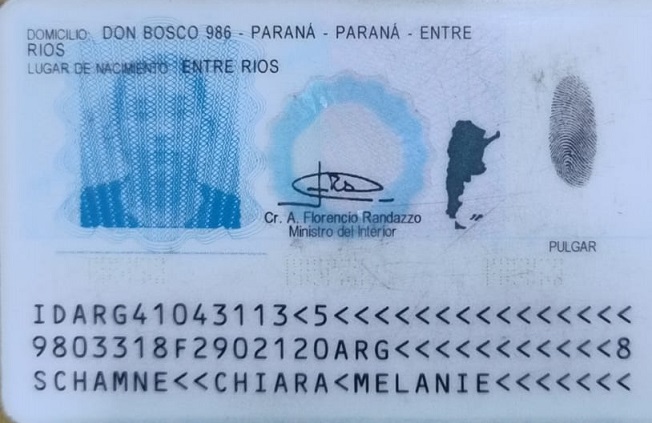 DOMICILIO: DON BOSCO 986 - PARANÁ - PARANÁ - ENTRE
RIOS
LUGAR DE NACIMIENTO: ENTRE RIOS
Cr. A. Florencio Randazzo
Ministro del Interior
PULGAR
IDARG41043113<5<<<<<<<<<<<<<<<
9803318F2902120ARG<<<<<<<<<<<8
SCHAMNE<<CHIARA<MELANIE<<<<<<<